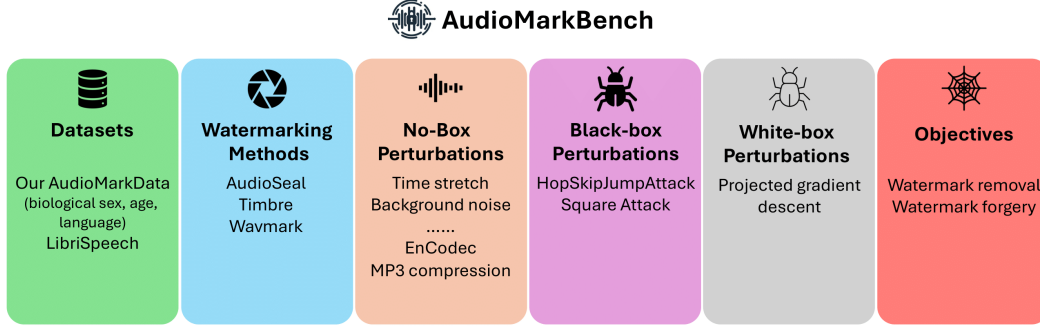 AudioMarkBench
Datasets
Our AudioMarkData
(biological sex, age,
language)
LibriSpeech
Watermarking
Methods
AudioSeal
Timbre
Wavmark
No-Box
Perturbations
Time stretch
Background noise
......
EnCodec
MP3 compression
Black-box
Perturbations
HopSkipJumpAttack
Square Attack
White-box
Perturbations
Projected gradient
descent
Objectives
Watermark removal
Watermark forgery